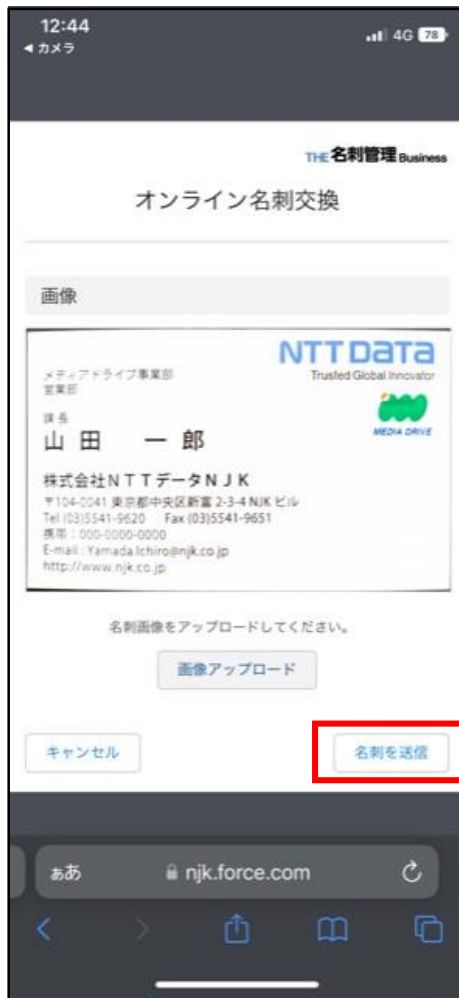 12:44
4G 78
カメラ
THE 名刺管理 Business
オンライン名刺交換
画像
NTT DATA
Trusted Global Innovator
メディアドライブ事業部
営業部
MEDIA DRIVE
課長
山田 一郎
株式会社NTTデータNJK
〒104-0041 東京都中央区新富 2-3-4 NJK ビル
Tel (03)5541-9620 Fax (03)5541-9651
携帯:000-0000-0000
E-mail : Yamada.Ichiro@njk.co.jp
http://www.njk.co.jp
名刺画像をアップロードしてください。
画像アップロード
キャンセル
名刺を送信
ぁあ
njk.force.com